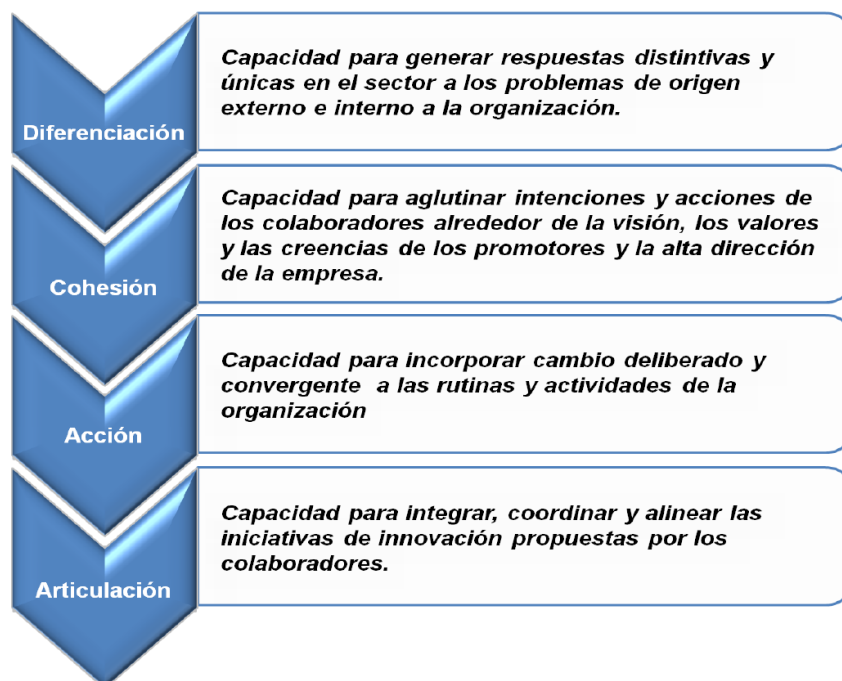 Diferenciación
Capacidad para generar respuestas distintivas y
únicas en el sector a los problemas de origen
externo e interno a la organización.
Cohesión
Capacidad para aglutinar intenciones y acciones de
los colaboradores alrededor de la visión, los valores
y las creencias de los promotores y la alta dirección
de la empresa.
Acción
Capacidad para incorporar cambio deliberado y
convergente a las rutinas y actividades de la
organización
Articulación
Capacidad para integrar, coordinar y alinear las
iniciativas de innovación propuestas por los
colaboradores.